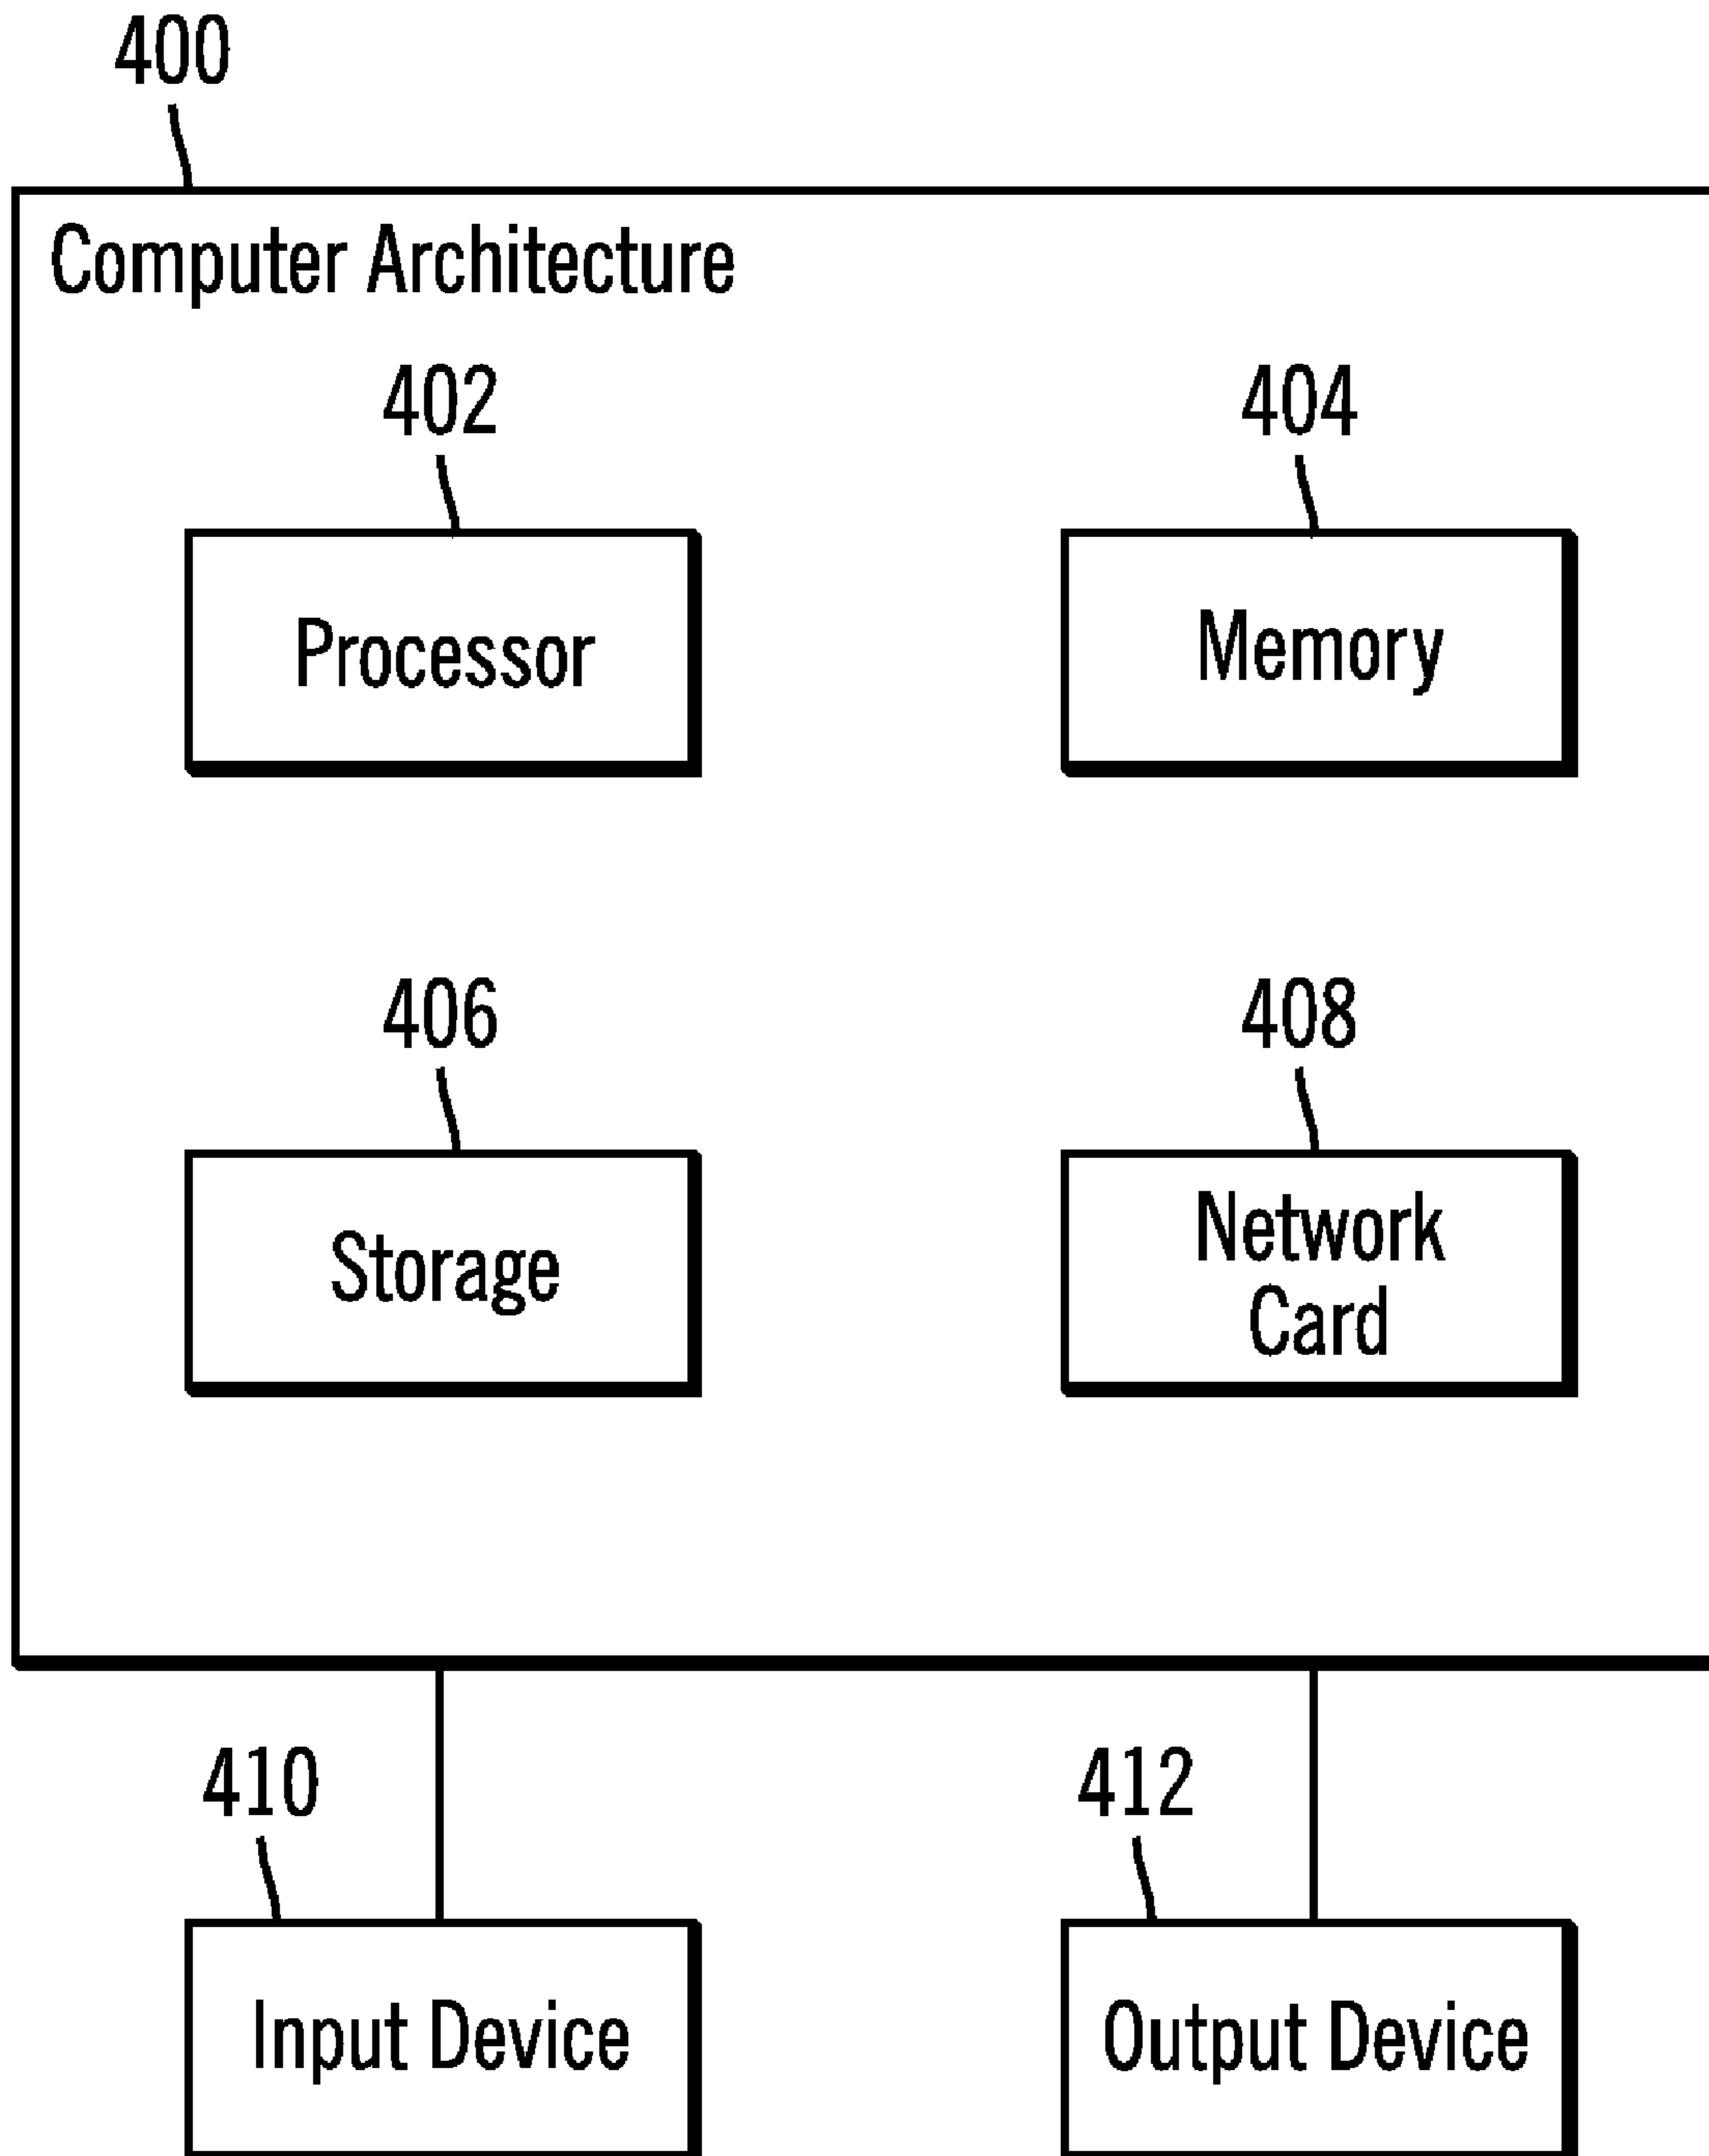 400
Computer Architecture
402
404
Processor
Memory
406
408
Storage
Network
Card
410
412
Input Device
Output Device